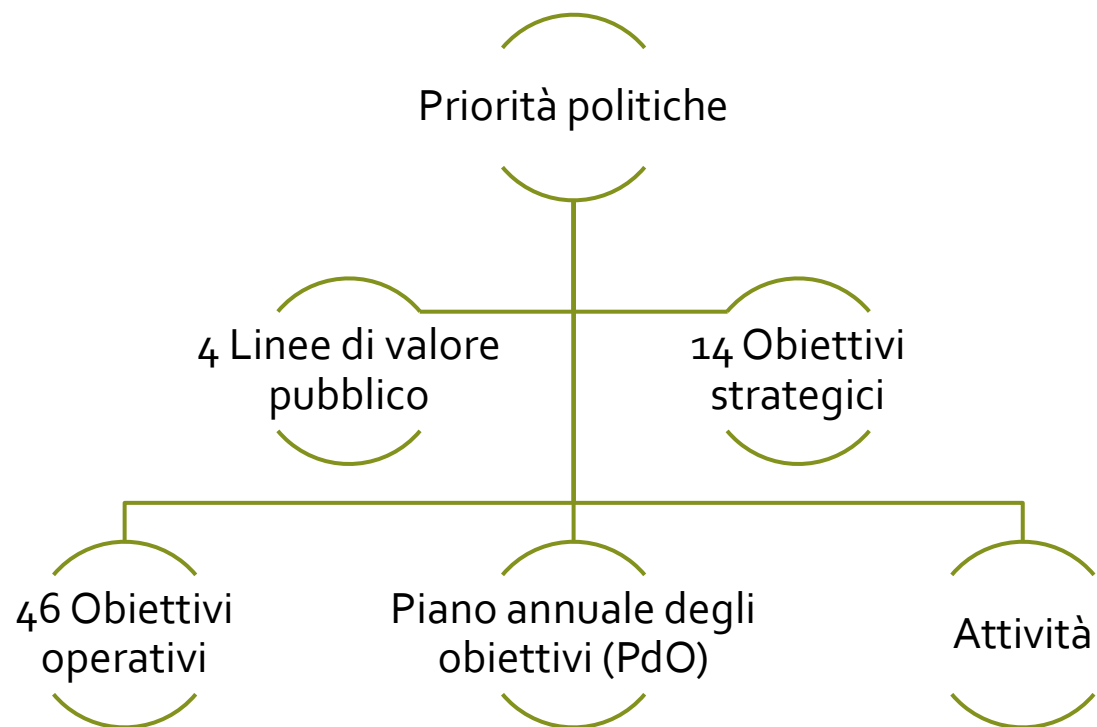 Priorità politiche
4 Linee di valore
pubblico
14 Obiettivi
strategici
46 Obiettivi
operativi
Piano annuale degli
obiettivi (PdO)
Attività